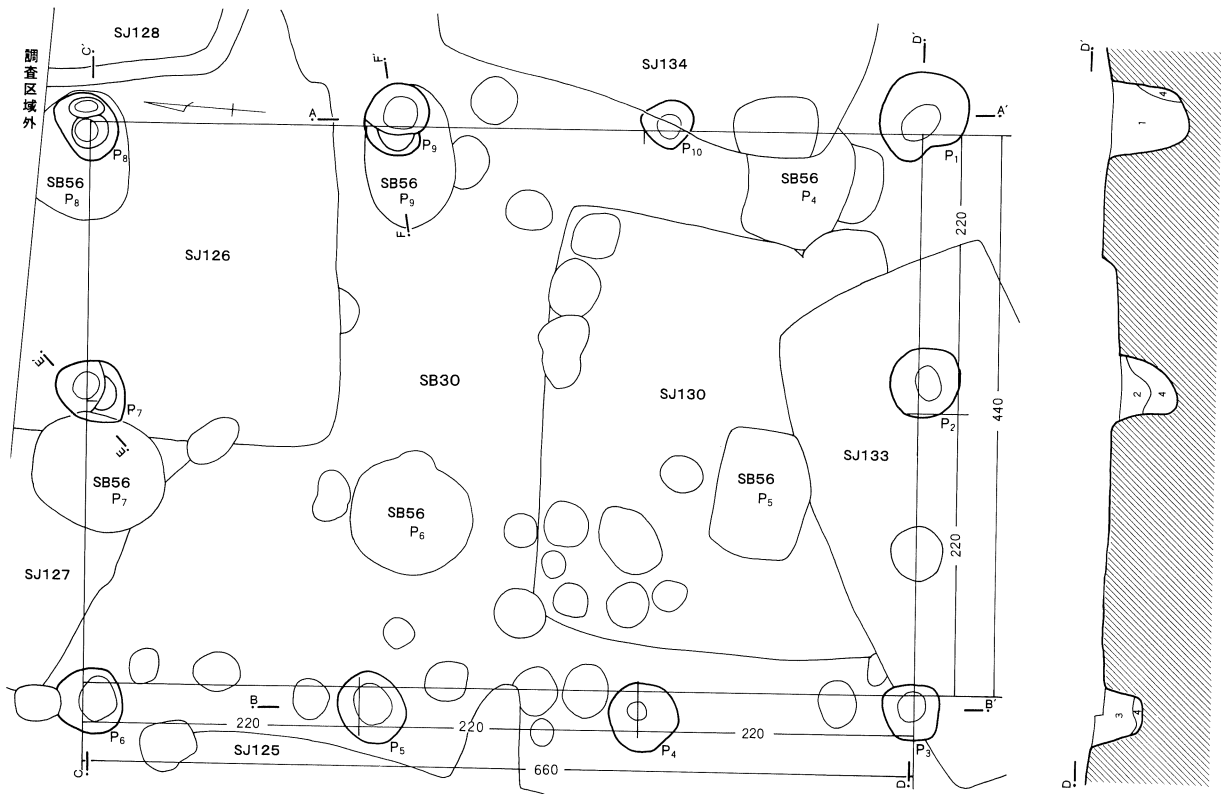 調査区域外
SJ128
C'
F'
SJ134
D'
D'
A
A'
P8
P9
P10
P1
SB56
P8
SB56
P9
SB56
P4
F
220
4
1
SJ126
E'
SB30
SJ130
P7
P2
440
2
4
E
SB56
P7
SB56
P6
SB56
P5
SJ133
220
SJ127
B
B'
220
220
220
P6
P5
P4
P3
3
4
SJ125
C
660
D
D